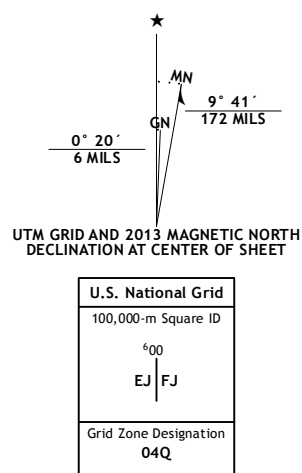 ★
MN
GN
9° 41´
172 MILS
0° 20´
6 MILS
UTM GRID AND 2013 MAGNETIC NORTH
DECLINATION AT CENTER OF SHEET
U.S. National Grid
100,000-m Square ID
⁶00
EJ FJ
Grid Zone Designation
04Q